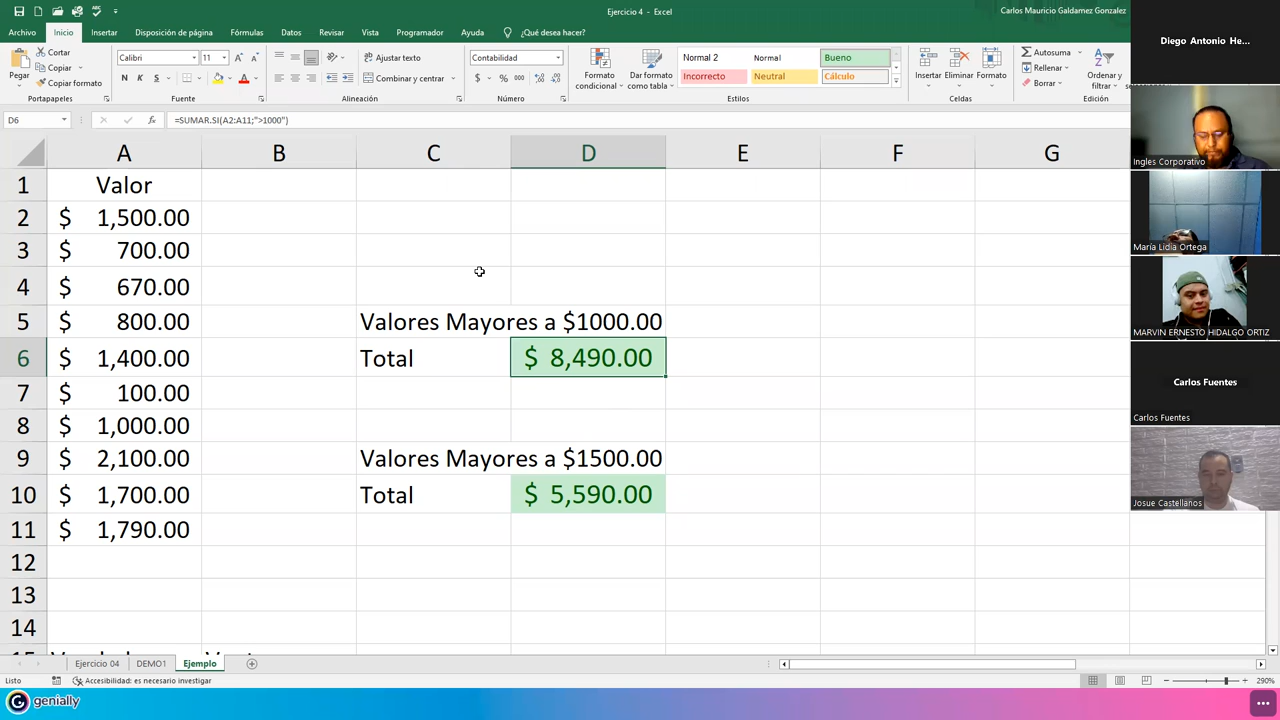 Ejercicio 4 - Excel
Carlos Mauricio Galdamez Gonzalez
Archivo Inicio Insertar Disposición de página Fórmulas Datos Revisar Vista Programador Ayuda ¿Qué desea hacer?
Pegar
Cortar
Copiar
Calibri 11
N K S
Ajustar texto
Combinar y centrar
Contabilidad
$ % 000
Formato condicional
Dar formato como tabla
Normal 2 Normal Bueno
Incorrecto Neutral Cálculo
Insertar Eliminar Formato
Autosuma
Rellenar
Borrar
Ordenar y filtrar
Portapapeles Fuente Alineación Número Estilos Celdas Edición
D6 fx =SUMAR.SI(A2:A11;">1000")
A B C D E F G
1 Valor
2 $ 1,500.00
3 $ 700.00
4 $ 670.00
5 $ 800.00 Valores Mayores a $1000.00
6 $ 1,400.00 Total $ 8,490.00
7 $ 100.00
8 $ 1,000.00
9 $ 2,100.00 Valores Mayores a $1500.00
10 $ 1,700.00 Total $ 5,590.00
11 $ 1,790.00
12
13
14
Ejercicio 04 DEMO1 Ejemplo
Listo Accesibilidad: es necesario investigar 290%
genially
Diego Antonio He...
Ingles Corporativo
María Lidia Ortega
MARVIN ERNESTO HIDALGO ORTIZ
Carlos Fuentes
Carlos Fuentes
Josue Castellanos